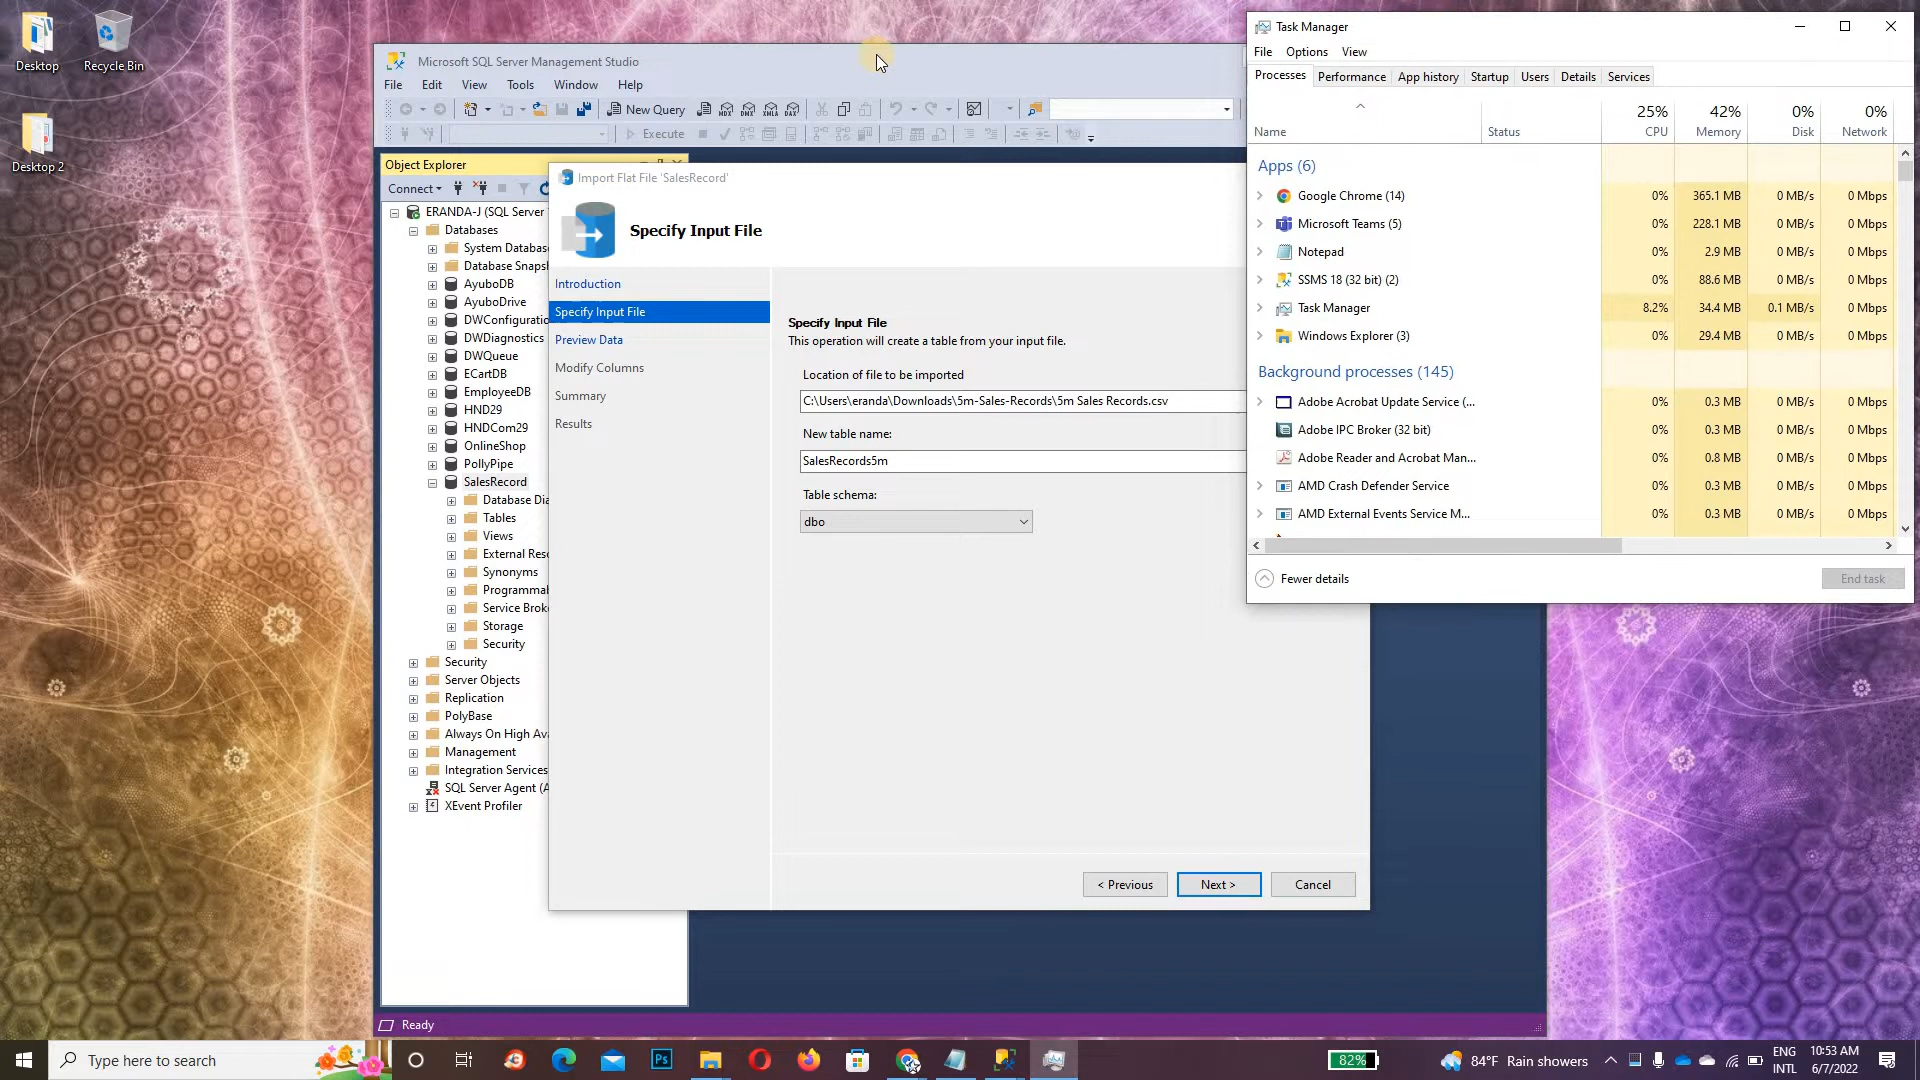 Desktop
Recycle Bin
Desktop 2
Microsoft SQL Server Management Studio
File Edit View Tools Window Help
New Query
Execute
Object Explorer
Connect
ERANDA-J (SQL Server
Databases
System Databas
Database Snapsh
AyuboDB
AyuboDrive
DWConfiguratio
DWDiagnostics
DWQueue
ECartDB
EmployeeDB
HND29
HNDCom29
OnlineShop
PollyPipe
SalesRecord
Database Dia
Tables
Views
External Reso
Synonyms
Programmab
Service Broke
Storage
Security
Security
Server Objects
Replication
PolyBase
Always On High Ava
Management
Integration Services
SQL Server Agent (A
XEvent Profiler
Ready
Import Flat File 'SalesRecord'
Specify Input File
Introduction
Specify Input File
Preview Data
Modify Columns
Summary
Results
Specify Input File
This operation will create a table from your input file.
Location of file to be imported
C:\Users\eranda\Downloads\5m-Sales-Records\5m Sales Records.csv
New table name:
SalesRecords5m
Table schema:
dbo
< Previous Next > Cancel
Task Manager
File Options View
Processes Performance App history Startup Users Details Services
25% 42% 0% 0%
Name Status CPU Memory Disk Network
Apps (6)
Google Chrome (14) 0% 365.1 MB 0 MB/s 0 Mbps
Microsoft Teams (5) 0% 228.1 MB 0 MB/s 0 Mbps
Notepad 0% 2.9 MB 0 MB/s 0 Mbps
SSMS 18 (32 bit) (2) 0% 88.6 MB 0 MB/s 0 Mbps
Task Manager 8.2% 34.4 MB 0.1 MB/s 0 Mbps
Windows Explorer (3) 0% 29.4 MB 0 MB/s 0 Mbps
Background processes (145)
Adobe Acrobat Update Service (... 0% 0.3 MB 0 MB/s 0 Mbps
Adobe IPC Broker (32 bit) 0% 0.3 MB 0 MB/s 0 Mbps
Adobe Reader and Acrobat Man... 0% 0.8 MB 0 MB/s 0 Mbps
AMD Crash Defender Service 0% 0.3 MB 0 MB/s 0 Mbps
AMD External Events Service M... 0% 0.3 MB 0 MB/s 0 Mbps
Fewer details End task
Type here to search
Ps
82%
84°F Rain showers
ENG
INTL
10:53 AM
6/7/2022